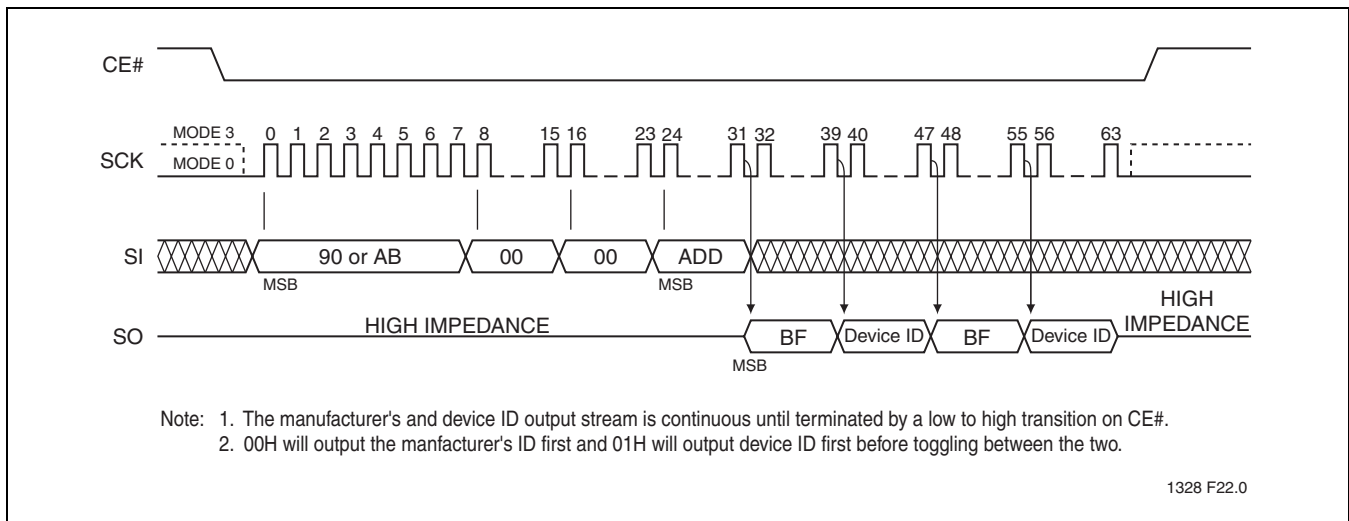 CE#
MODE 3 0 1 2 3 4 5 6 7 8 15 16 23 24 31 32 39 40 47 48 55 56 63
SCK MODE 0
SI 90 or AB 00 00 ADD
MSB MSB
HIGH
SO HIGH IMPEDANCE BF Device ID BF Device ID IMPEDANCE
MSB
Note: 1. The manufacturer's and device ID output stream is continuous until terminated by a low to high transition on CE#.
2. 00H will output the manfacturer's ID first and 01H will output device ID first before toggling between the two.
1328 F22.0